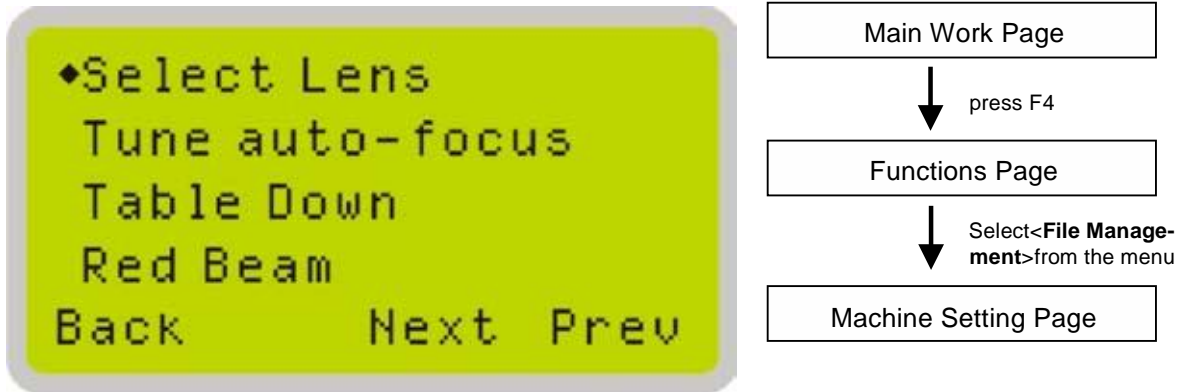 ◆Select Lens
Tune auto-focus
Table Down
Red Beam
Back Next Prev
Main Work Page
press F4
Functions Page
Select<File Manage-
ment>from the menu
Machine Setting Page